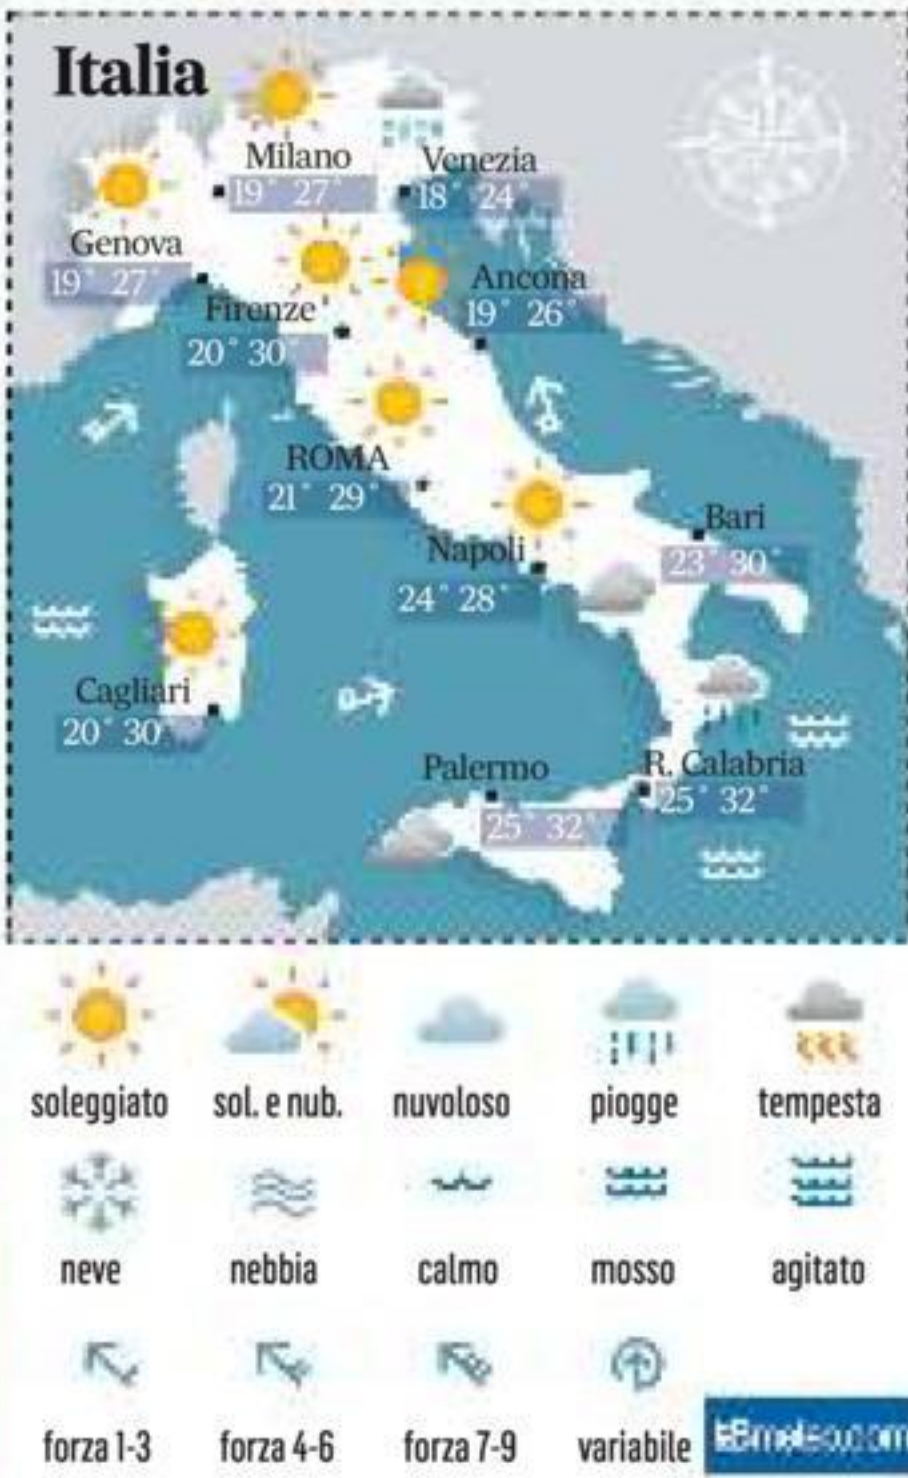 Italia
Milano
19° 27°
Venezia
18° 24°
Genova
19° 27°
Ancona
19° 26°
Firenze
20° 30°
ROMA
21° 29°
Bari
23° 30°
Napoli
24° 28°
Cagliari
20° 30°
Palermo
25° 32°
R. Calabria
25° 32°
soleggiato sol. e nub. nuvoloso piogge tempesta
neve nebbia calmo mosso agitato
forza 1-3 forza 4-6 forza 7-9 variabile